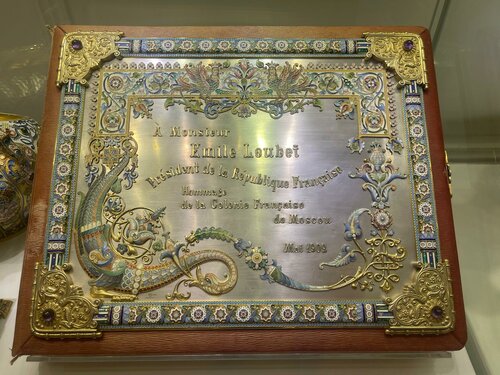 A Monsieur
Emile Loubet
Président de la République Française
Hommage
de la Colonie Française
de Moscou
Mai 1902